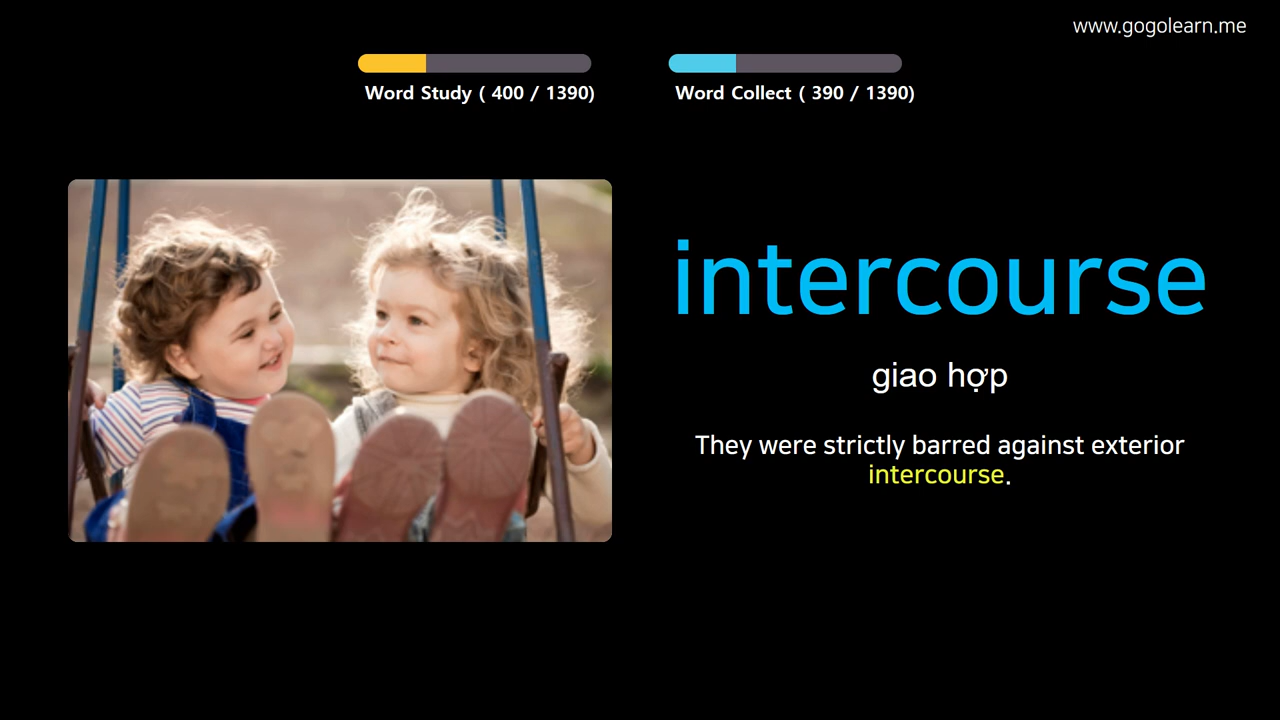 www.gogolearn.me
Word Study ( 400 / 1390)
Word Collect ( 390 / 1390)
intercourse
giao hợp
They were strictly barred against exterior
intercourse.